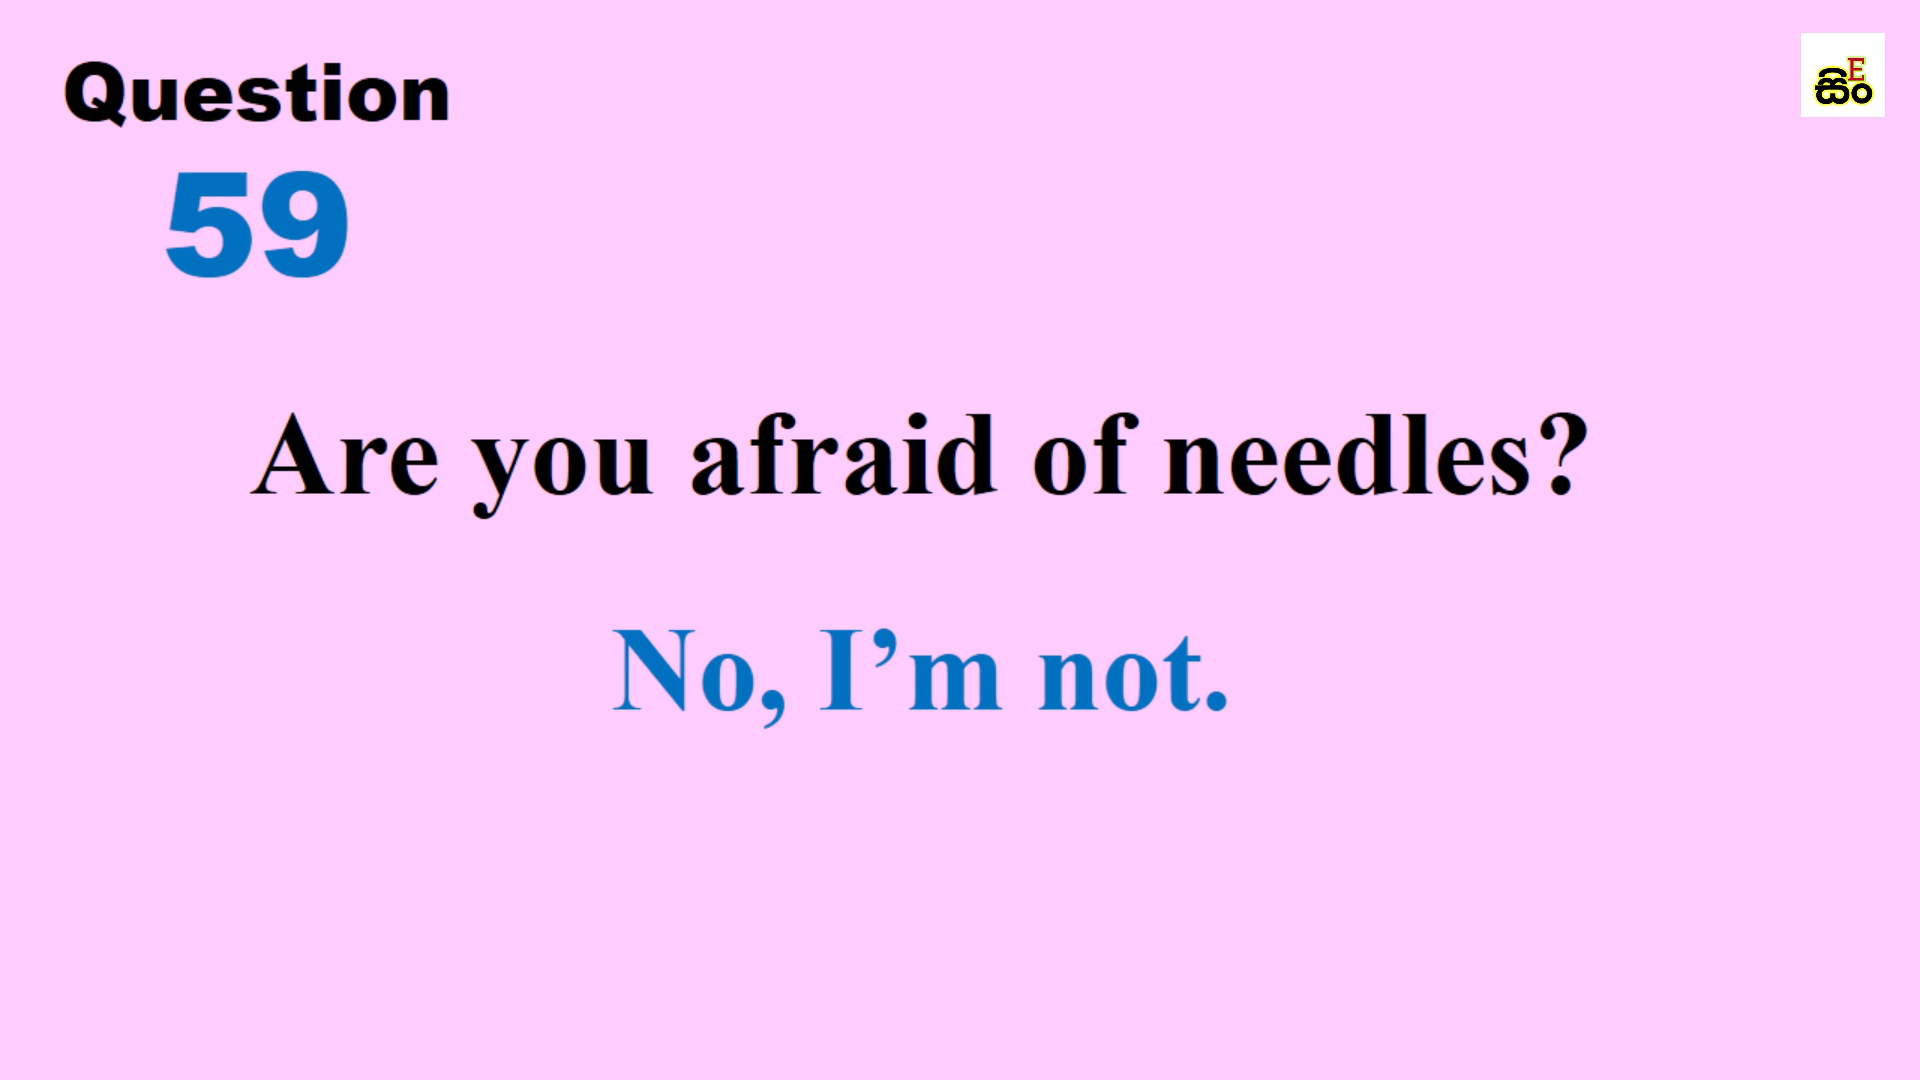 Question
59
E
සිං
Are you afraid of needles?
No, I’m not.